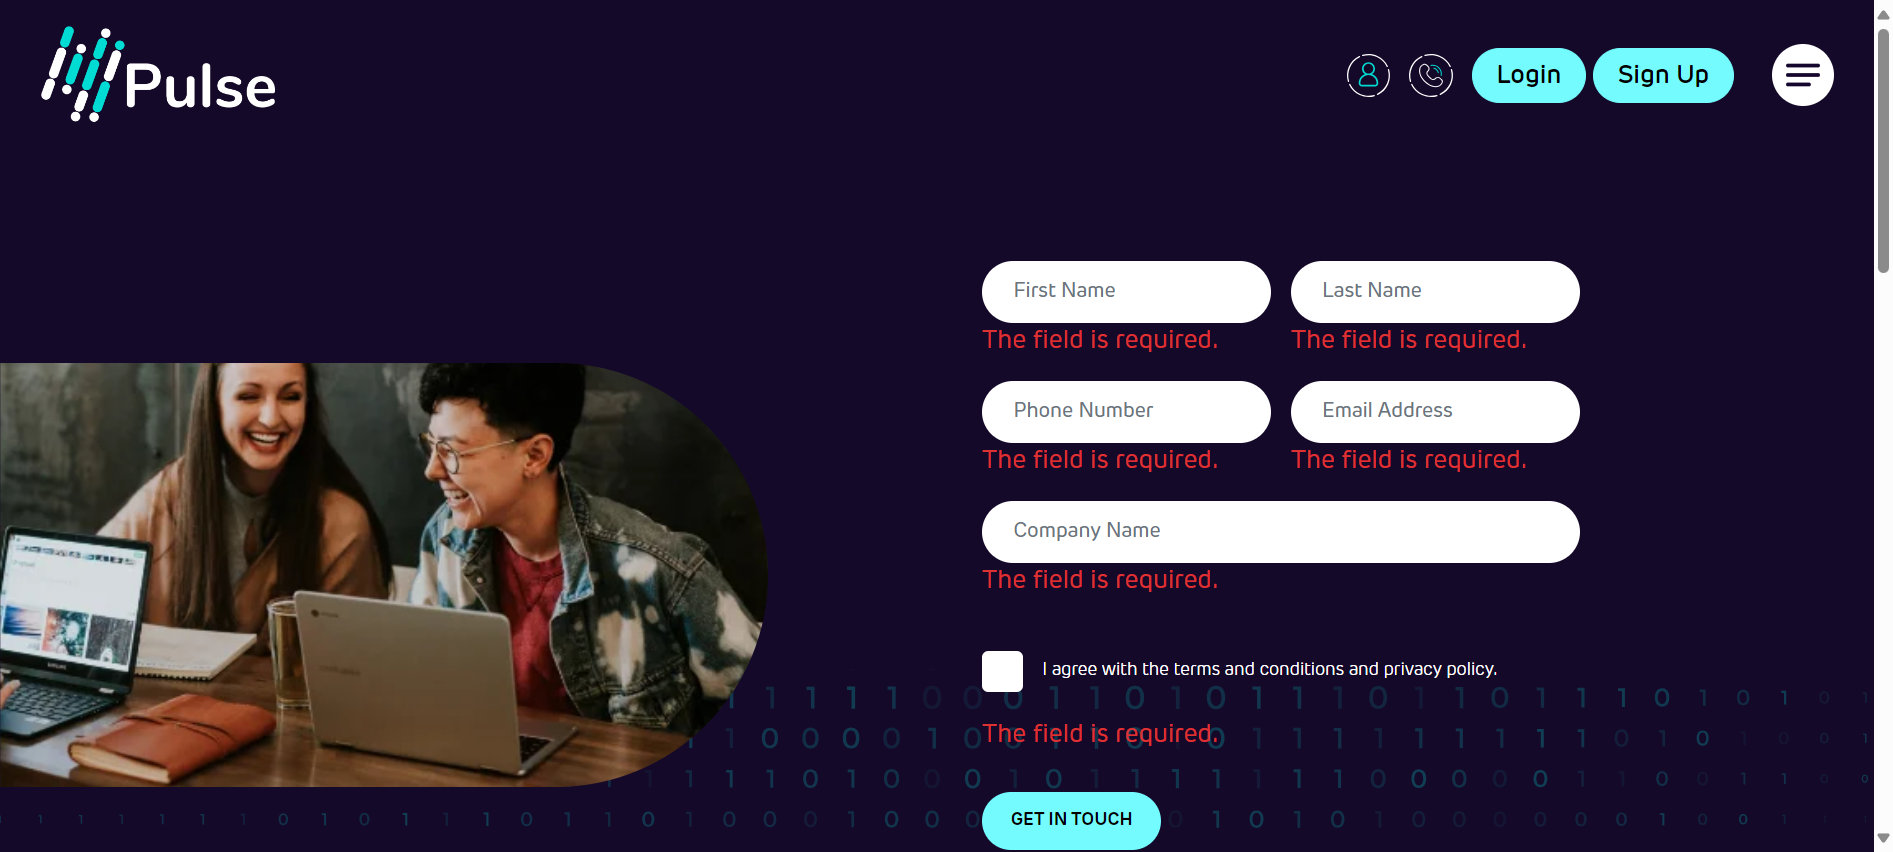 Pulse
Login
Sign Up
First Name
Last Name
The field is required.
The field is required.
Phone Number
Email Address
The field is required.
The field is required.
Company Name
The field is required.
I agree with the terms and conditions and privacy policy.
The field is required.
GET IN TOUCH